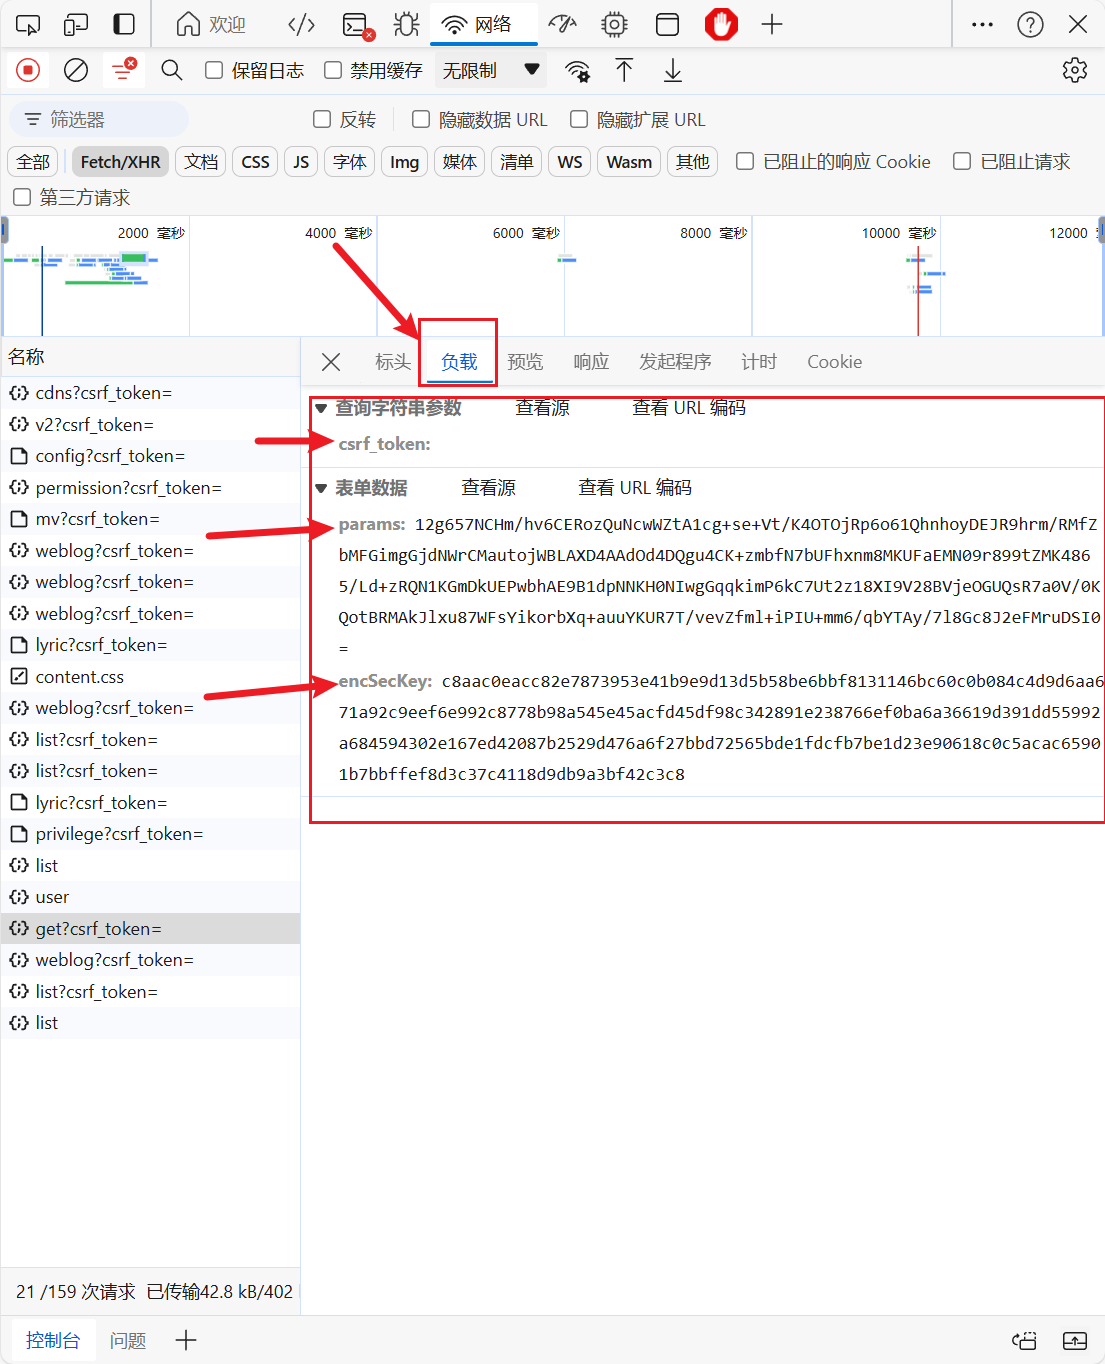 欢迎
网络
保留日志
禁用缓存
无限制
筛选器
反转
隐藏数据 URL
隐藏扩展 URL
全部
Fetch/XHR
文档
CSS
JS
字体
Img
媒体
清单
WS
Wasm
其他
已阻止的响应 Cookie
已阻止请求
第三方请求
2000 毫秒
4000 毫秒
6000 毫秒
8000 毫秒
10000 毫秒
12000
名称
cdns?csrf_token=
v2?csrf_token=
config?csrf_token=
permission?csrf_token=
mv?csrf_token=
weblog?csrf_token=
weblog?csrf_token=
weblog?csrf_token=
lyric?csrf_token=
content.css
weblog?csrf_token=
list?csrf_token=
list?csrf_token=
lyric?csrf_token=
privilege?csrf_token=
list
user
get?csrf_token=
weblog?csrf_token=
list?csrf_token=
list
标头
负载
预览
响应
发起程序
计时
Cookie
查询字符串参数
查看源
查看 URL 编码
csrf_token:
表单数据
查看源
查看 URL 编码
params: 12g657NCHm/hv6CERozQuNcwWZtA1cg+se+Vt/K4OTOjRp6o61QhnhoyDEJR9hrm/RMfZ
bMFGimgGjdNWrCMautojWBLAXD4AAdOd4DQgu4CK+zmbfN7bUFhxnm8MKUFaEMN09r899tZMK486
5/Ld+zRQN1KGmDkUEPwbhAE9B1dpNNKH0NIwgGqqkimP6kC7Ut2z18XI9V28BVjeOGUQsR7a0V/0K
QotBRMAkJlxu87WFsYikorbXq+auuYKUR7T/vevZfml+iPIU+mm6/qbYTAy/7l8Gc8J2eFMruDSI0
=
encSecKey: c8aac0eacc82e7873953e41b9e9d13d5b58be6bbf8131146bc60c0b084c4d9d6aa6
71a92c9eef6e992c8778b98a545e45acfd45df98c342891e238766ef0ba6a36619d391dd55992
a684594302e167ed42087b2529d476a6f27bbd72565bde1fdcfb7be1d23e90618c0c5acac6590
1b7bbffef8d3c37c4118d9db9a3bf42c3c8
21 /159 次请求 已传输42.8 kB/402
控制台
问题